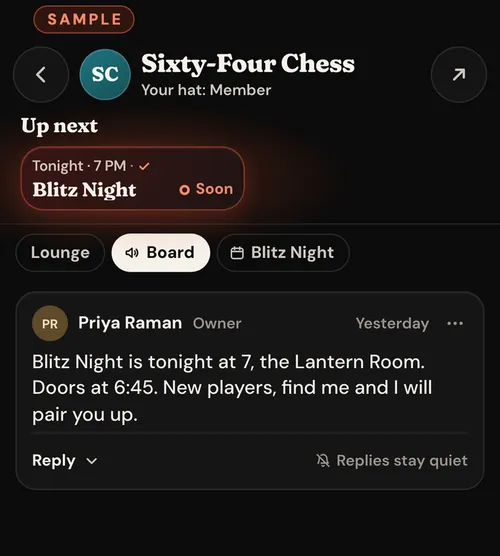 SAMPLE
SC
Sixty-Four Chess
Your hat: Member
Up next
Tonight · 7 PM · ✓
Blitz Night
Soon
Lounge
Board
Blitz Night
PR
Priya Raman Owner
Yesterday
Blitz Night is tonight at 7, the Lantern Room.
Doors at 6:45. New players, find me and I will
pair you up.
Reply
Replies stay quiet